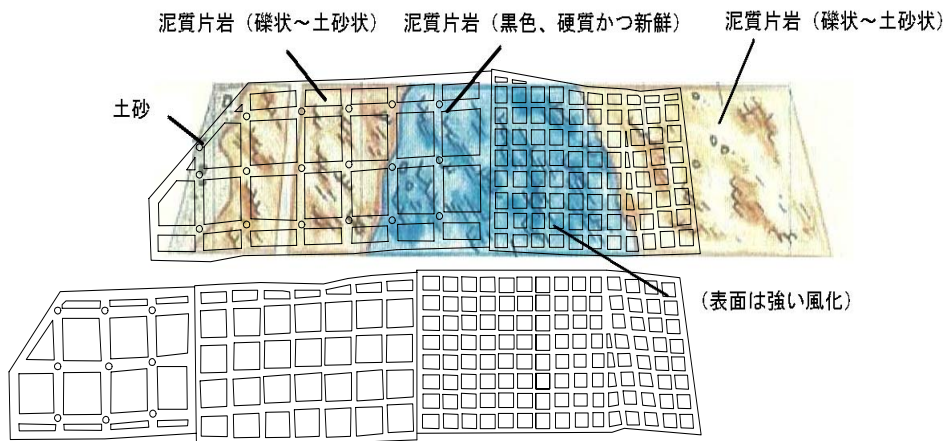 泥質片岩（礫状～土砂状）
泥質片岩（黒色、硬質かつ新鮮）
泥質片岩（礫状～土砂状）
土砂
（表面は強い風化）